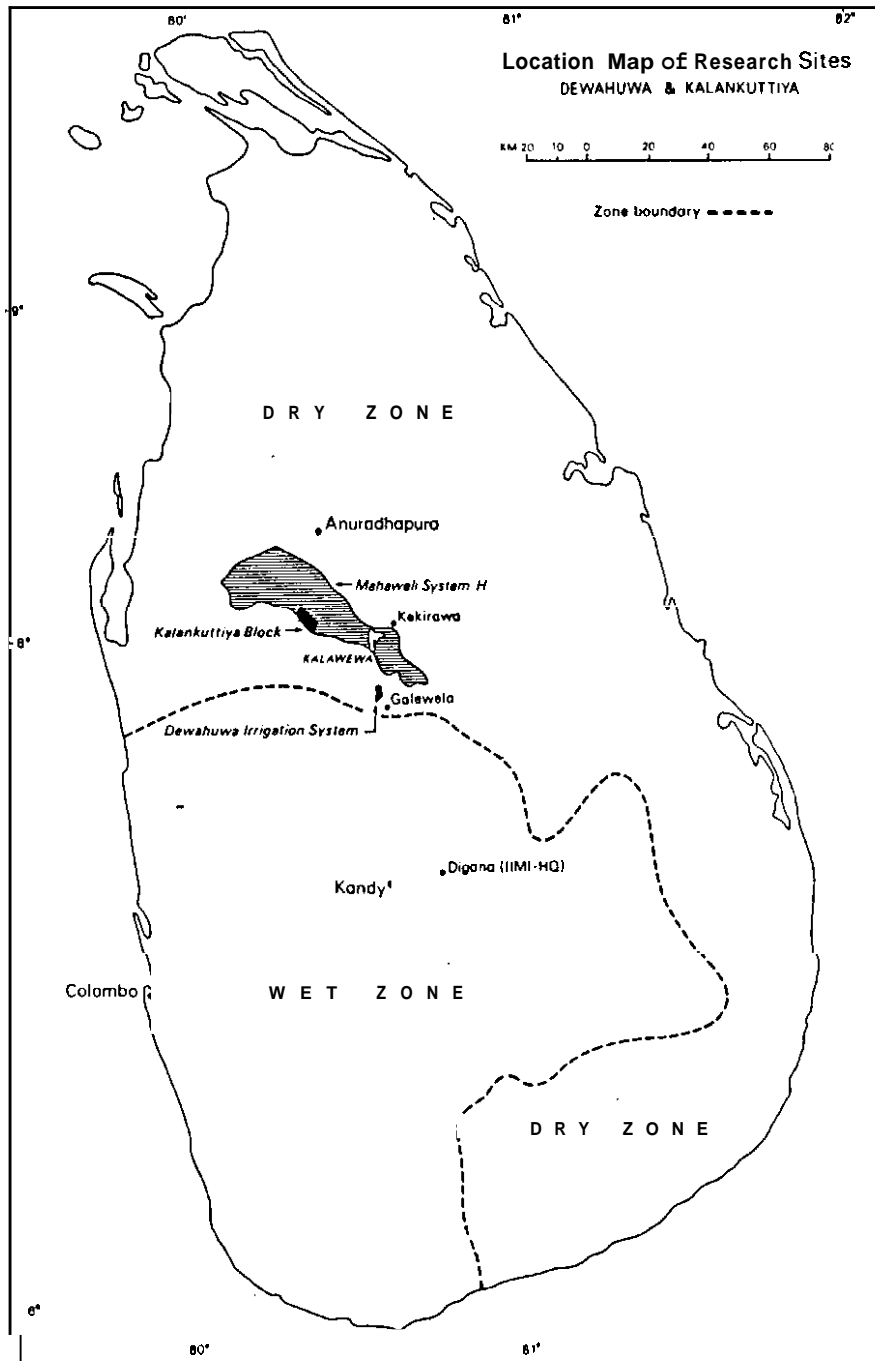 80° 81° 82°
Location Map of Research Sites
DEWAHUWA & KALANKUTTIYA
KM 20 10 0 20 40 60 80
Zone boundary
9°
DRY ZONE
Anuradhapura
Mahaweli System H
Kekirawa
Kalankuttiya Block
8°
KALAWEWA
Galewela
Dewahuwa Irrigation System
Digana (IIMI-HQ)
Kandy
Colombo
WET ZONE
DRY ZONE
6°
80° 81°